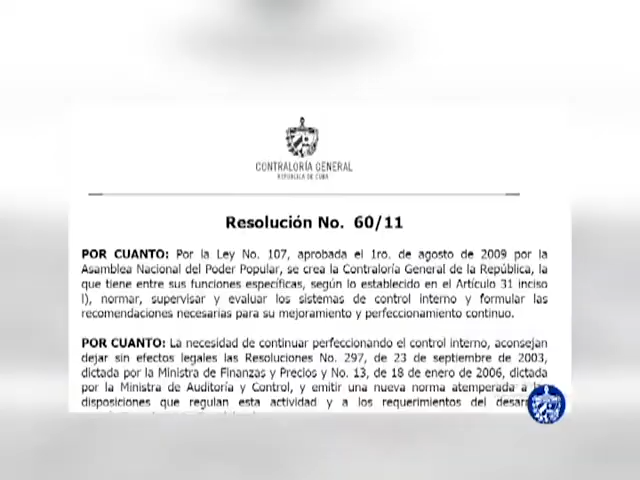 CONTRALORÍA GENERAL
REPÚBLICA DE CUBA
Resolución No. 60/11
POR CUANTO: Por la Ley No. 107, aprobada el 1ro. de agosto de 2009 por la
Asamblea Nacional del Poder Popular, se crea la Contraloría General de la República, la
que tiene entre sus funciones específicas, según lo establecido en el Artículo 31 inciso
l), normar, supervisar y evaluar los sistemas de control interno y formular las
recomendaciones necesarias para su mejoramiento y perfeccionamiento continuo.
POR CUANTO: La necesidad de continuar perfeccionando el control interno, aconsejan
dejar sin efectos legales las Resoluciones No. 297, de 23 de septiembre de 2003,
dictada por la Ministra de Finanzas y Precios y No. 13, de 18 de enero de 2006, dictada
por la Ministra de Auditoría y Control, y emitir una nueva norma atemperada a
disposiciones que regulan esta actividad y a los requerimientos del